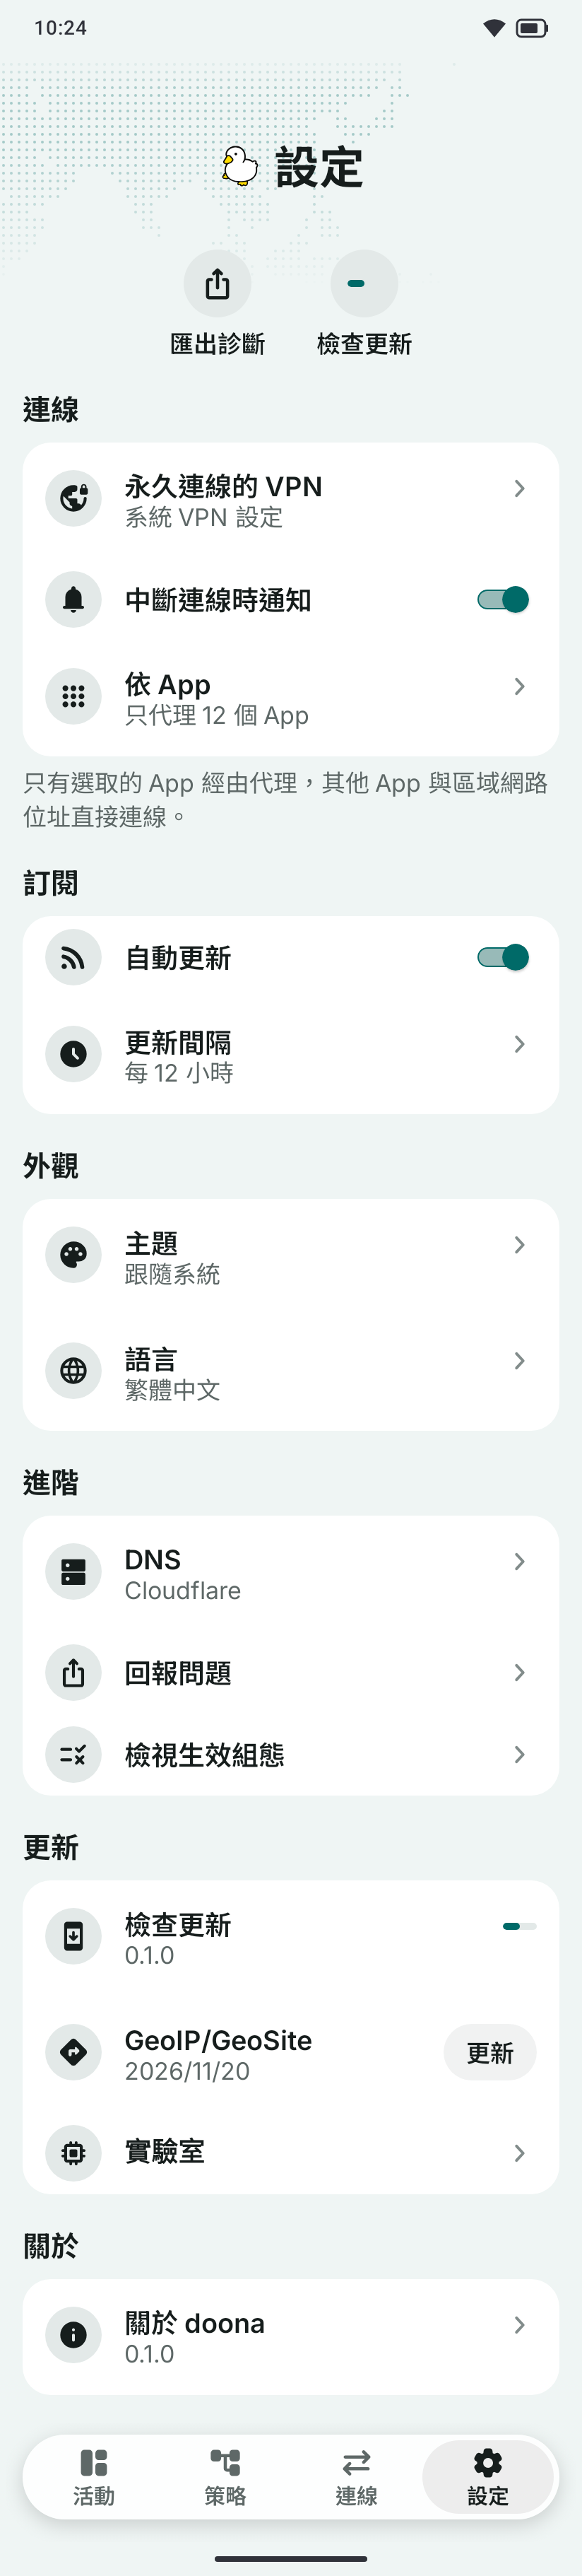 10:24
設定
匯出診斷
檢查更新
連線
永久連線的 VPN
系統 VPN 設定
中斷連線時通知
依 App
只代理 12 個 App
只有選取的 App 經由代理，其他 App 與區域網路
位址直接連線。
訂閱
自動更新
更新間隔
每 12 小時
外觀
主題
跟隨系統
語言
繁體中文
進階
DNS
Cloudflare
回報問題
檢視生效組態
更新
檢查更新
0.1.0
GeoIP/GeoSite
2026/11/20
更新
實驗室
關於
關於 doona
0.1.0
活動
策略
連線
設定